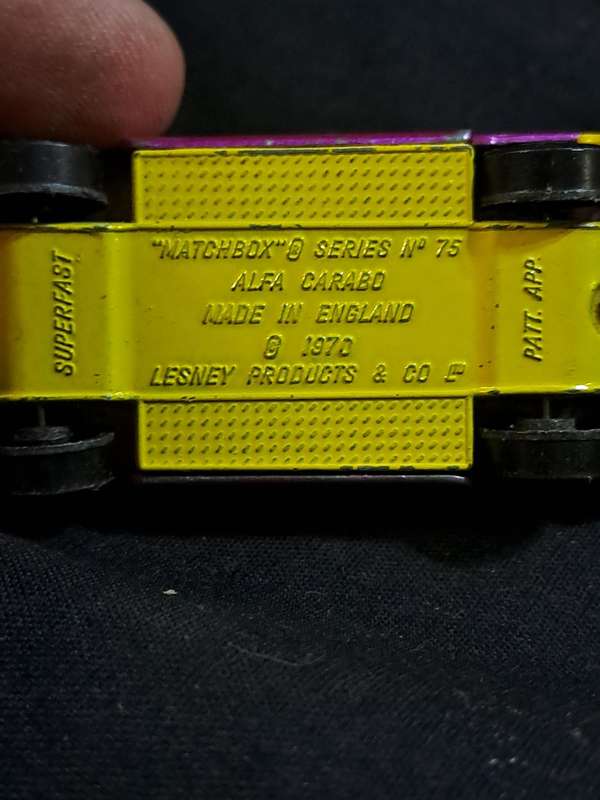 SUPERFAST
"MATCHBOX"® SERIES Nº 75
ALFA CARABO
MADE IN ENGLAND
© 1970
LESNEY PRODUCTS & CO LTD
PATT. APP.